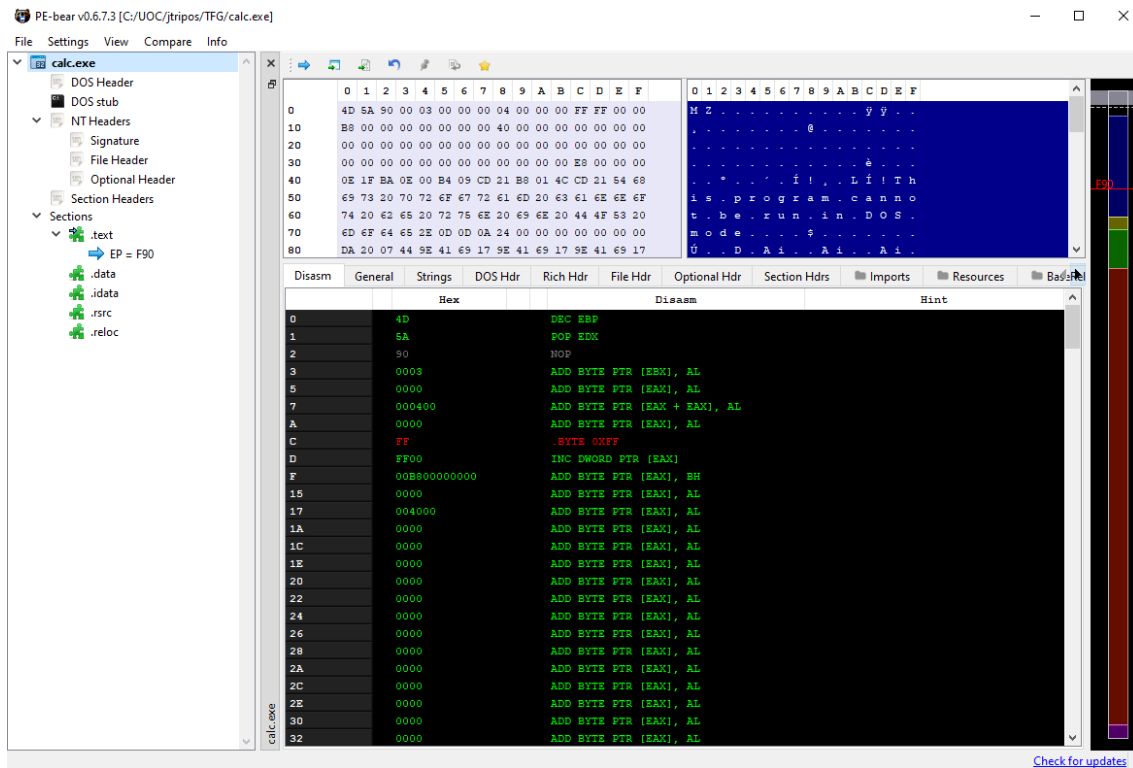 PE-bear v0.6.7.3 [C:/UOC/jtripos/TFG/calc.exe]
File Settings View Compare Info
calc.exe
DOS Header
DOS stub
NT Headers
Signature
File Header
Optional Header
Section Headers
Sections
.text
EP = F90
.data
.idata
.rsrc
.reloc
calc.exe
0 1 2 3 4 5 6 7 8 9 A B C D E F
0 4D 5A 90 00 03 00 00 00 04 00 00 00 FF FF 00 00
10 B8 00 00 00 00 00 00 00 40 00 00 00 00 00 00 00
20 00 00 00 00 00 00 00 00 00 00 00 00 00 00 00 00
30 00 00 00 00 00 00 00 00 00 00 00 00 E8 00 00 00
40 0E 1F BA 0E 00 B4 09 CD 21 B8 01 4C CD 21 54 68
50 69 73 20 70 72 6F 67 72 61 6D 20 63 61 6E 6E 6F
60 74 20 62 65 20 72 75 6E 20 69 6E 20 44 4F 53 20
70 6D 6F 64 65 2E 0D 0D 0A 24 00 00 00 00 00 00 00
80 DA 20 07 44 9E 41 69 17 9E 41 69 17 9E 41 69 17
0 1 2 3 4 5 6 7 8 9 A B C D E F
M Z . . . . . . . . . . ÿ ÿ . .
¸ . . . . . . . @ . . . . . . .
. . . . . . . . . . . . . . . .
. . . . . . . . . . . . è . . .
. . º . . ´ . Í ! ¸ . L Í ! T h
i s . p r o g r a m . c a n n o
t . b e . r u n . i n . D O S .
m o d e . . . . $ . . . . . . .
Ú . . D . A i . . A i . . A i .
F90
Disasm General Strings DOS Hdr Rich Hdr File Hdr Optional Hdr Section Hdrs Imports Resources
Hex Disasm Hint
0 4D DEC EBP
1 5A POP EDX
2 90 NOP
3 0003 ADD BYTE PTR [EBX], AL
5 0000 ADD BYTE PTR [EAX], AL
7 000400 ADD BYTE PTR [EAX + EAX], AL
A 0000 ADD BYTE PTR [EAX], AL
C FF .BYTE 0XFF
D FF00 INC DWORD PTR [EAX]
F 00B800000000 ADD BYTE PTR [EAX], BH
15 0000 ADD BYTE PTR [EAX], AL
17 004000 ADD BYTE PTR [EAX], AL
1A 0000 ADD BYTE PTR [EAX], AL
1C 0000 ADD BYTE PTR [EAX], AL
1E 0000 ADD BYTE PTR [EAX], AL
20 0000 ADD BYTE PTR [EAX], AL
22 0000 ADD BYTE PTR [EAX], AL
24 0000 ADD BYTE PTR [EAX], AL
26 0000 ADD BYTE PTR [EAX], AL
28 0000 ADD BYTE PTR [EAX], AL
2A 0000 ADD BYTE PTR [EAX], AL
2C 0000 ADD BYTE PTR [EAX], AL
2E 0000 ADD BYTE PTR [EAX], AL
30 0000 ADD BYTE PTR [EAX], AL
32 0000 ADD BYTE PTR [EAX], AL
Check for updates